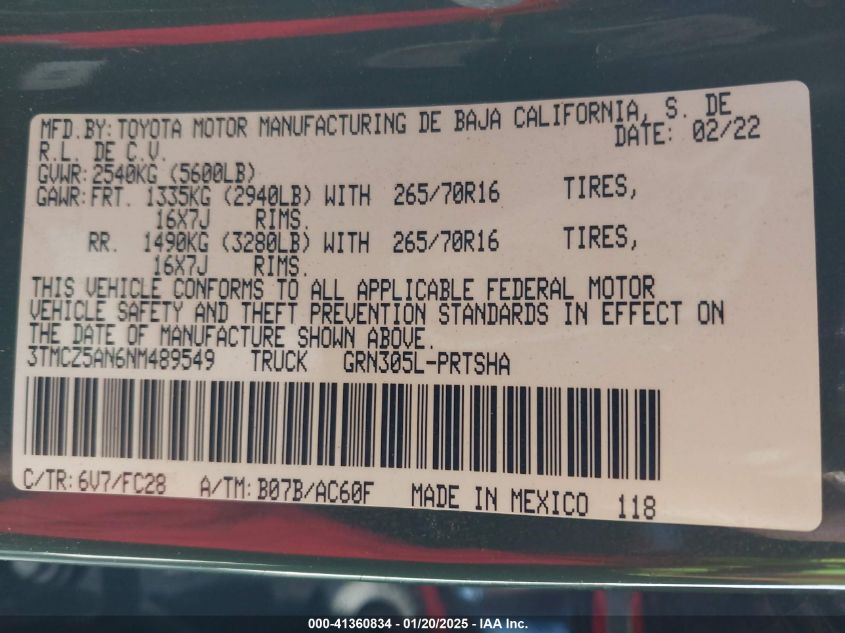 MFD.BY: TOYOTA MOTOR MANUFACTURING DE BAJA CALIFORNIA, S. DE
R.L. DE C.V. DATE: 02/22
GVWR: 2540KG (5600LB)
GAWR: FRT. 1335KG (2940LB) WITH 265/70R16 TIRES,
16X7J RIMS.
RR. 1490KG (3280LB) WITH 265/70R16 TIRES,
16X7J RIMS.
THIS VEHICLE CONFORMS TO ALL APPLICABLE FEDERAL MOTOR
VEHICLE SAFETY AND THEFT PREVENTION STANDARDS IN EFFECT ON
THE DATE OF MANUFACTURE SHOWN ABOVE.
3TMCZ5AN6NM489549 TRUCK GRN305L-PRTSHA
C/TR: 6V7/FC28 A/TM: B07B/AC60F MADE IN MEXICO 118
000-41360834 — 01/20/2025 — IAA Inc.